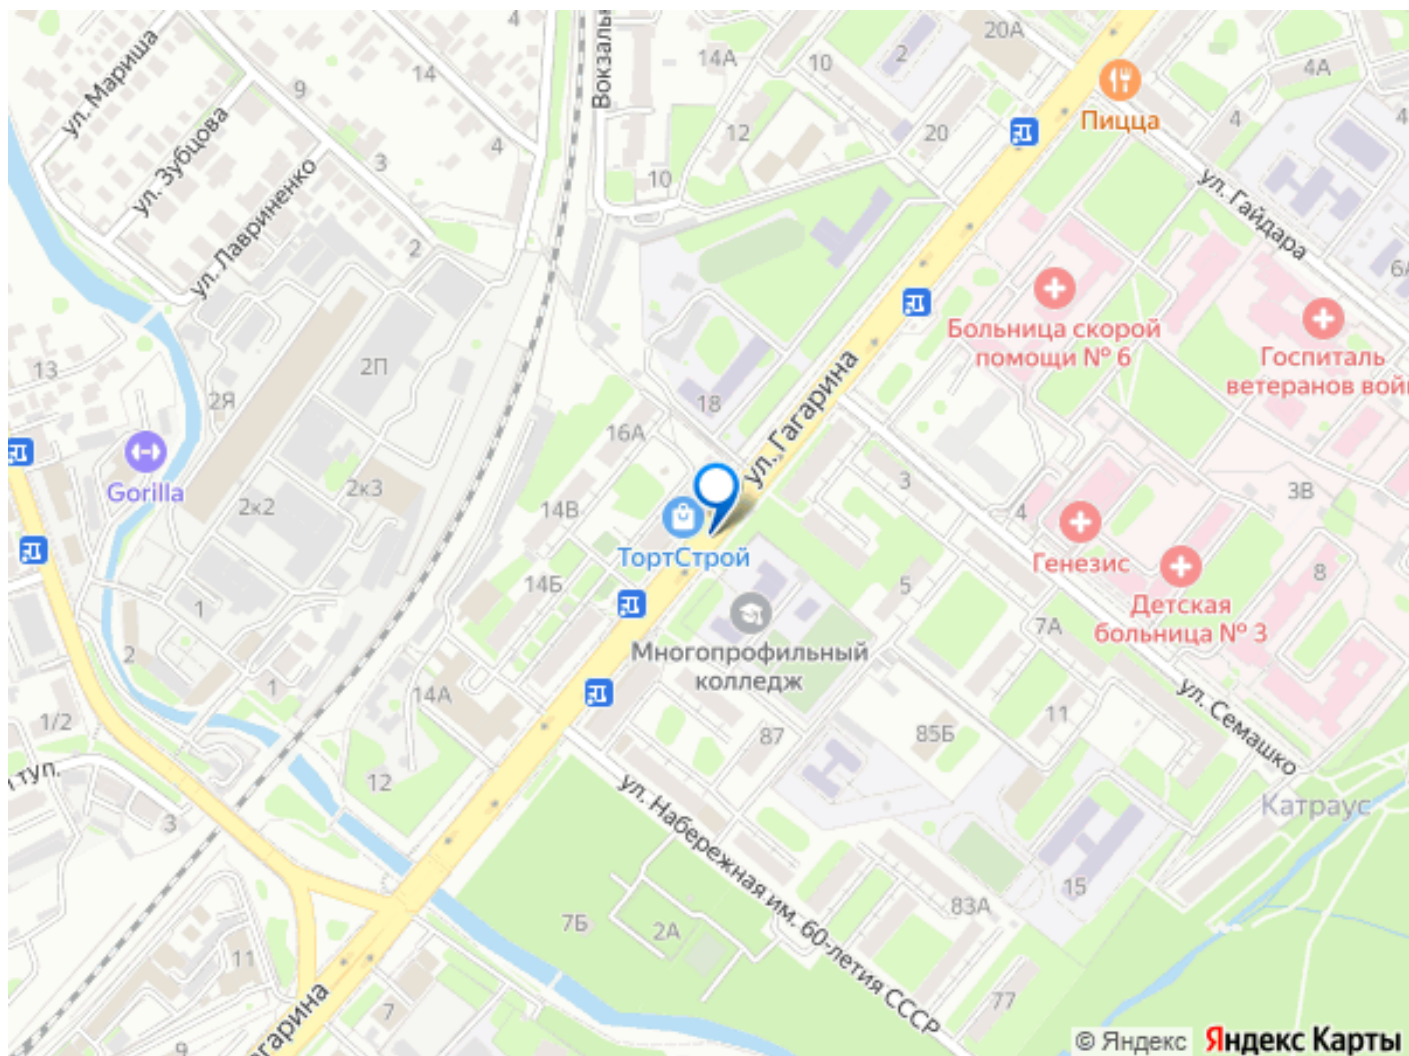 4
20А
ул. Мариша
Вокзаль
14А
10
2
4А
14
9
Пицца
4
4
ул. Зубцова
12
20
4
3
ул. Лавриненко
10
ул. Гайдара
2
6А
Больница скорой
помощи № 6
Госпиталь
ветеранов вой
13
2П
2Я
18
ул. Гагарина
16А
3
Gorilla
2к3
2к2
14В
4
3В
ТортСтрой
Генезис
14Б
5
8
Детская
больница № 3
1
7А
Многопрофильный
колледж
2
1
14А
ул. Семашко
1/2
87
85Б
11
туп.
12
ул. Набережная им. 60-летия СССР
Катраус
3
15
7Б
2А
83А
11
77
7
агарина
9
© Яндекс Яндекс Карты